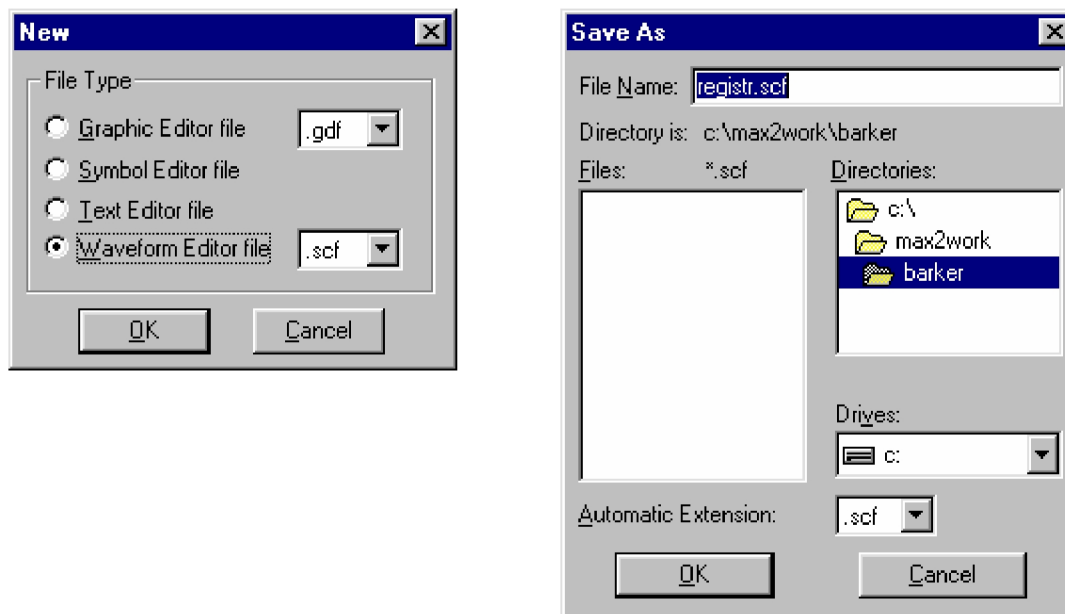 New
File Type
Graphic Editor file
.gdf
Symbol Editor file
Text Editor file
Waveform Editor file
.scf
OK
Cancel
Save As
File Name:
registr.scf
Directory is: c:\max2work\barker
Files: *.scf
Directories:
c:\
max2work
barker
Drives:
c:
Automatic Extension:
.scf
OK
Cancel